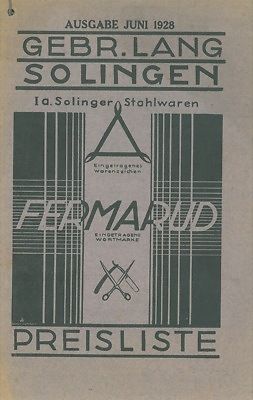 AUSGABE JUNI 1928
GEBR. LANG
SOLINGEN
Ia. Solinger Stahlwaren
Eingetragenes
Warenzeichen
FERMARUD
EINGETRAGENE
WORTMARKE
PREISLISTE